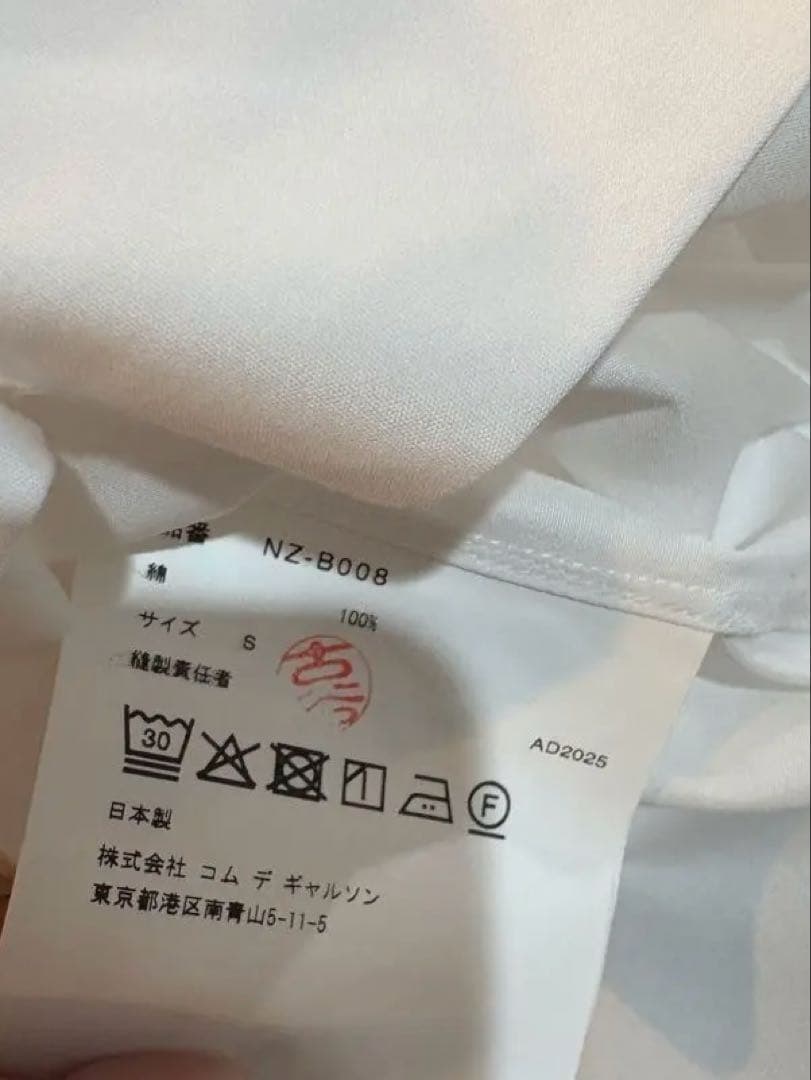 番 NZ-B008
綿 100%
サイズ S
縫製責任者
AD2025
30
F
日本製
株式会社 コム デ ギャルソン
東京都港区南青山5-11-5